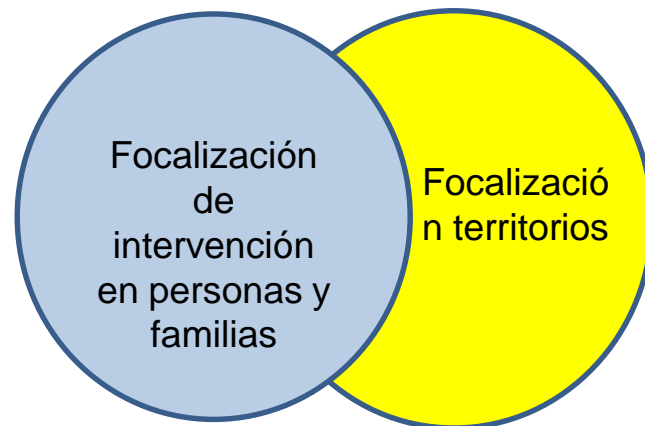 Focalización
de
intervención
en personas y
familias
Focalizació
n territorios